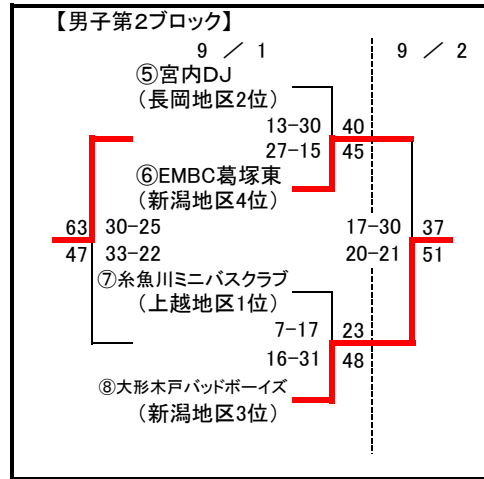 【男子第2ブロック】
9 ／ 1
9 ／ 2
⑤宮内DJ
(長岡地区2位)
13-30 40
27-15 45
⑥EMBC葛塚東
(新潟地区4位)
63 30-25
47 33-22
17-30 37
20-21 51
⑦糸魚川ミニバスクラブ
(上越地区1位)
7-17 23
16-31 48
⑧大形木戸バッドボーイズ
(新潟地区3位)